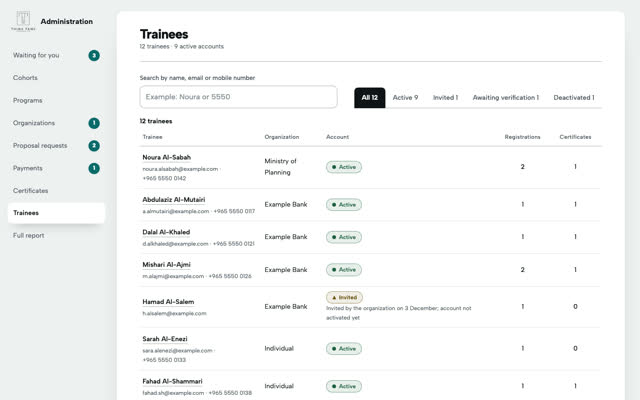 THINK FEMS
Administration
Waiting for you 3
Cohorts
Programs
Organizations 1
Proposal requests 2
Payments 1
Certificates
Trainees
Full report
Trainees
12 trainees · 9 active accounts
Search by name, email or mobile number
Example: Noura or 5550
All 12
Active 9
Invited 1
Awaiting verification 1
Deactivated 1
12 trainees
Trainee Organization Account Registrations Certificates
Noura Al-Sabah
noura.alsabah@example.com ·
+965 5550 0142
Ministry of
Planning
Active
2
1
Abdulaziz Al-Mutairi
a.almutairi@example.com · +965 5550 0117
Example Bank
Active
1
1
Dalal Al-Khaled
d.alkhaled@example.com · +965 5550 0121
Example Bank
Active
1
1
Mishari Al-Ajmi
m.alajmi@example.com · +965 5550 0126
Example Bank
Active
2
1
Hamad Al-Salem
h.alsalem@example.com
Example Bank
Invited
Invited by the organization on 3 December; account
not activated yet
1
0
Sarah Al-Enezi
sara.alenezi@example.com ·
+965 5550 0133
Individual
Active
1
0
Fahad Al-Shammari
fahad.sh@example.com · +965 5550 0138
Individual
Active
1
1